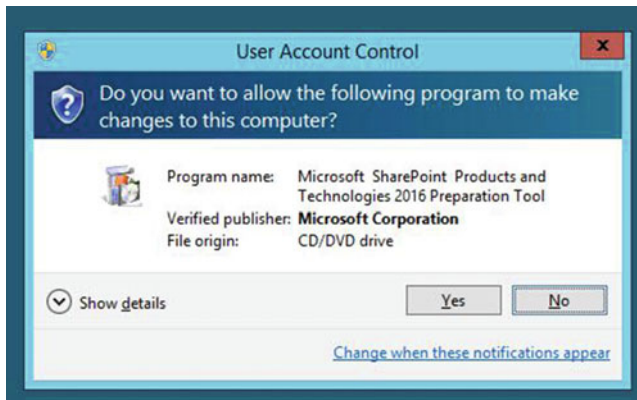 User Account Control
x
Do you want to allow the following program to make
changes to this computer?
Program name: Microsoft SharePoint Products and
Technologies 2016 Preparation Tool
Verified publisher: Microsoft Corporation
File origin: CD/DVD drive
Show details Yes No
Change when these notifications appear